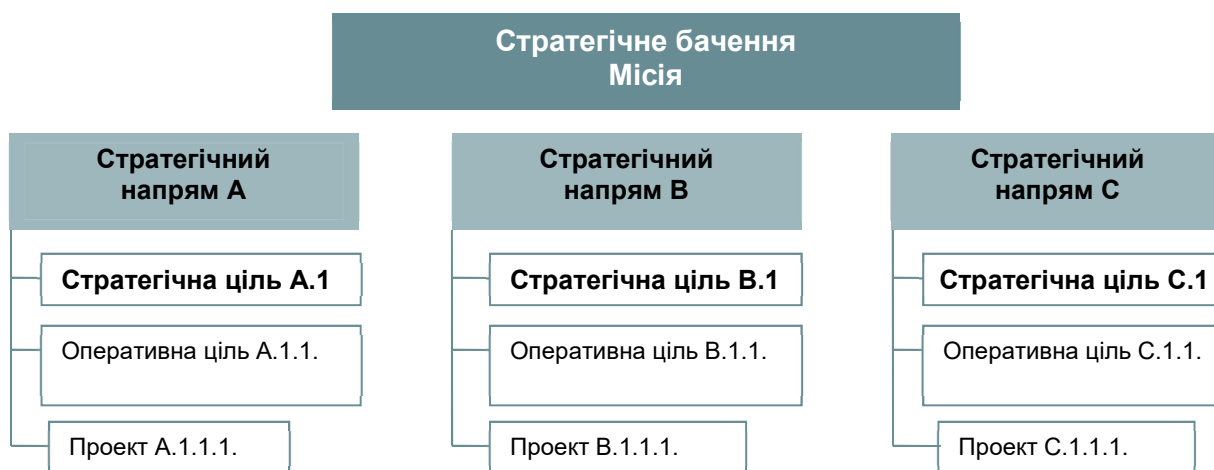 Стратегічне бачення
Місія
Стратегічний
напрям А
Стратегічна ціль А.1
Оперативна ціль А.1.1.
Проект А.1.1.1.
Стратегічний
напрям В
Стратегічна ціль В.1
Оперативна ціль В.1.1.
Проект В.1.1.1.
Стратегічний
напрям С
Стратегічна ціль С.1
Оперативна ціль С.1.1.
Проект С.1.1.1.